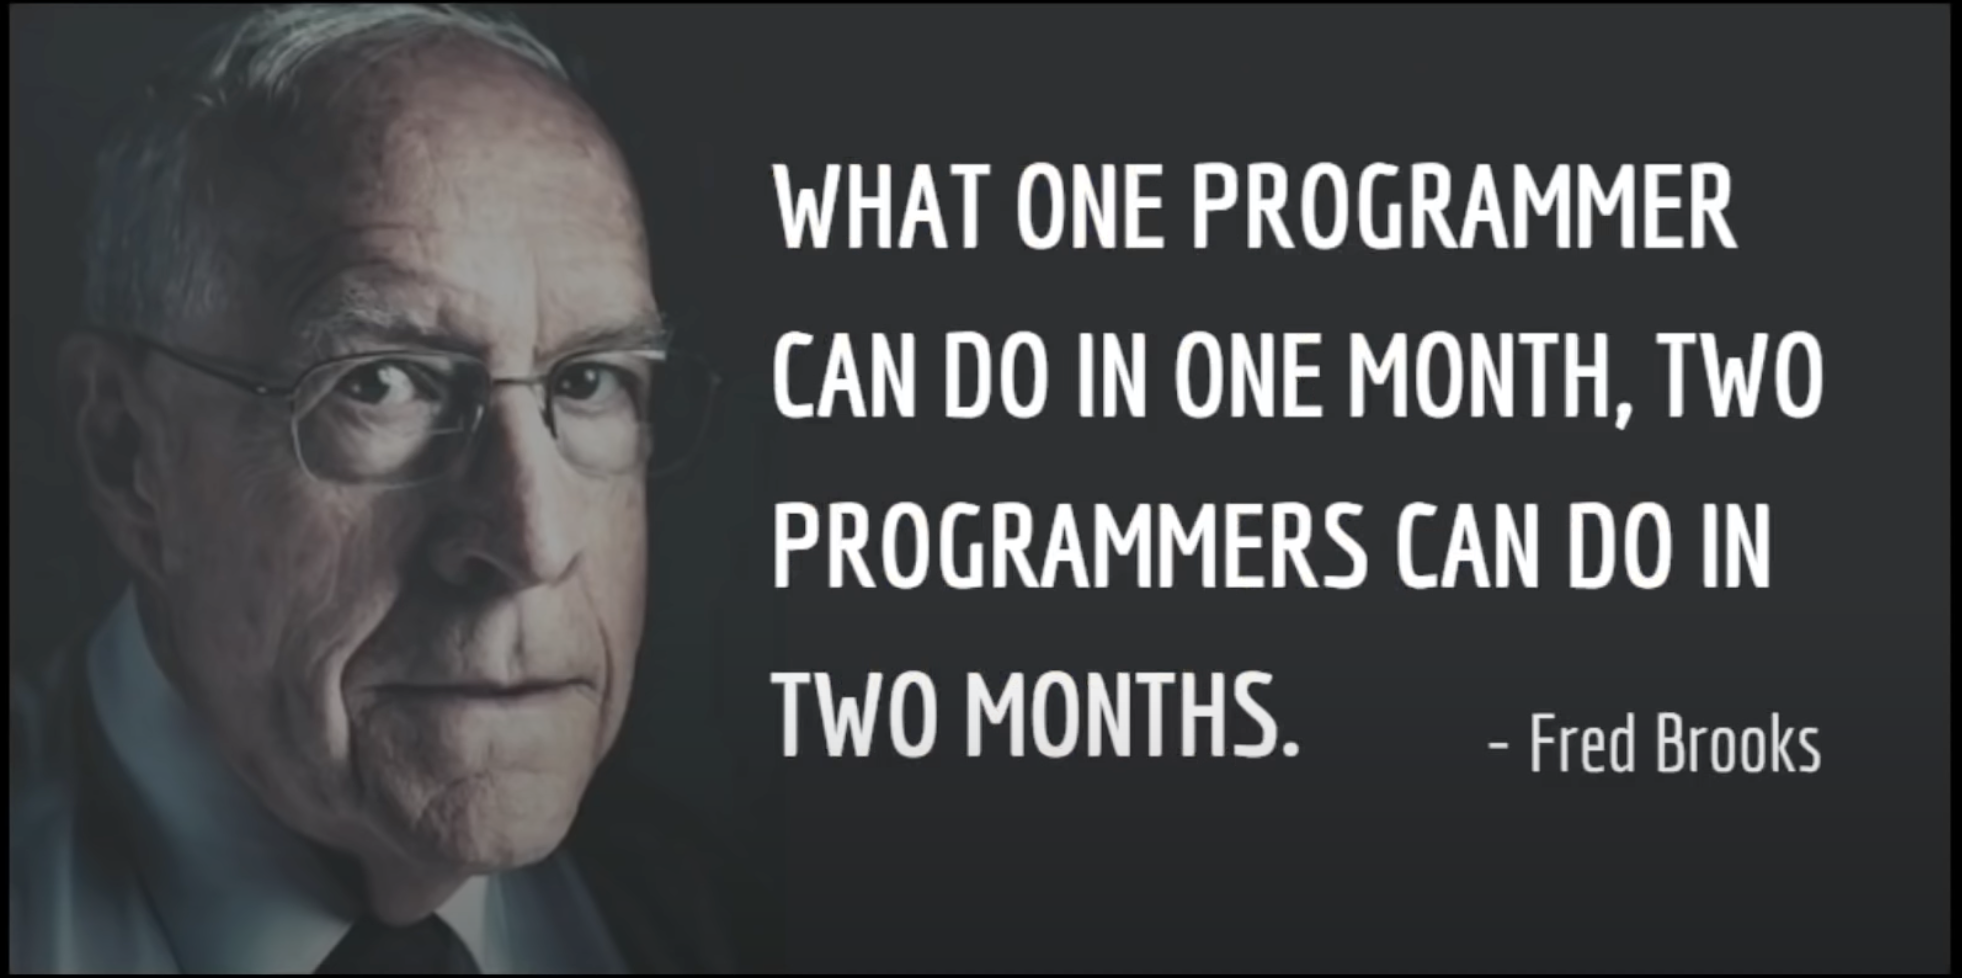 WHAT ONE PROGRAMMER
CAN DO IN ONE MONTH, TWO
PROGRAMMERS CAN DO IN
TWO MONTHS.
- Fred Brooks